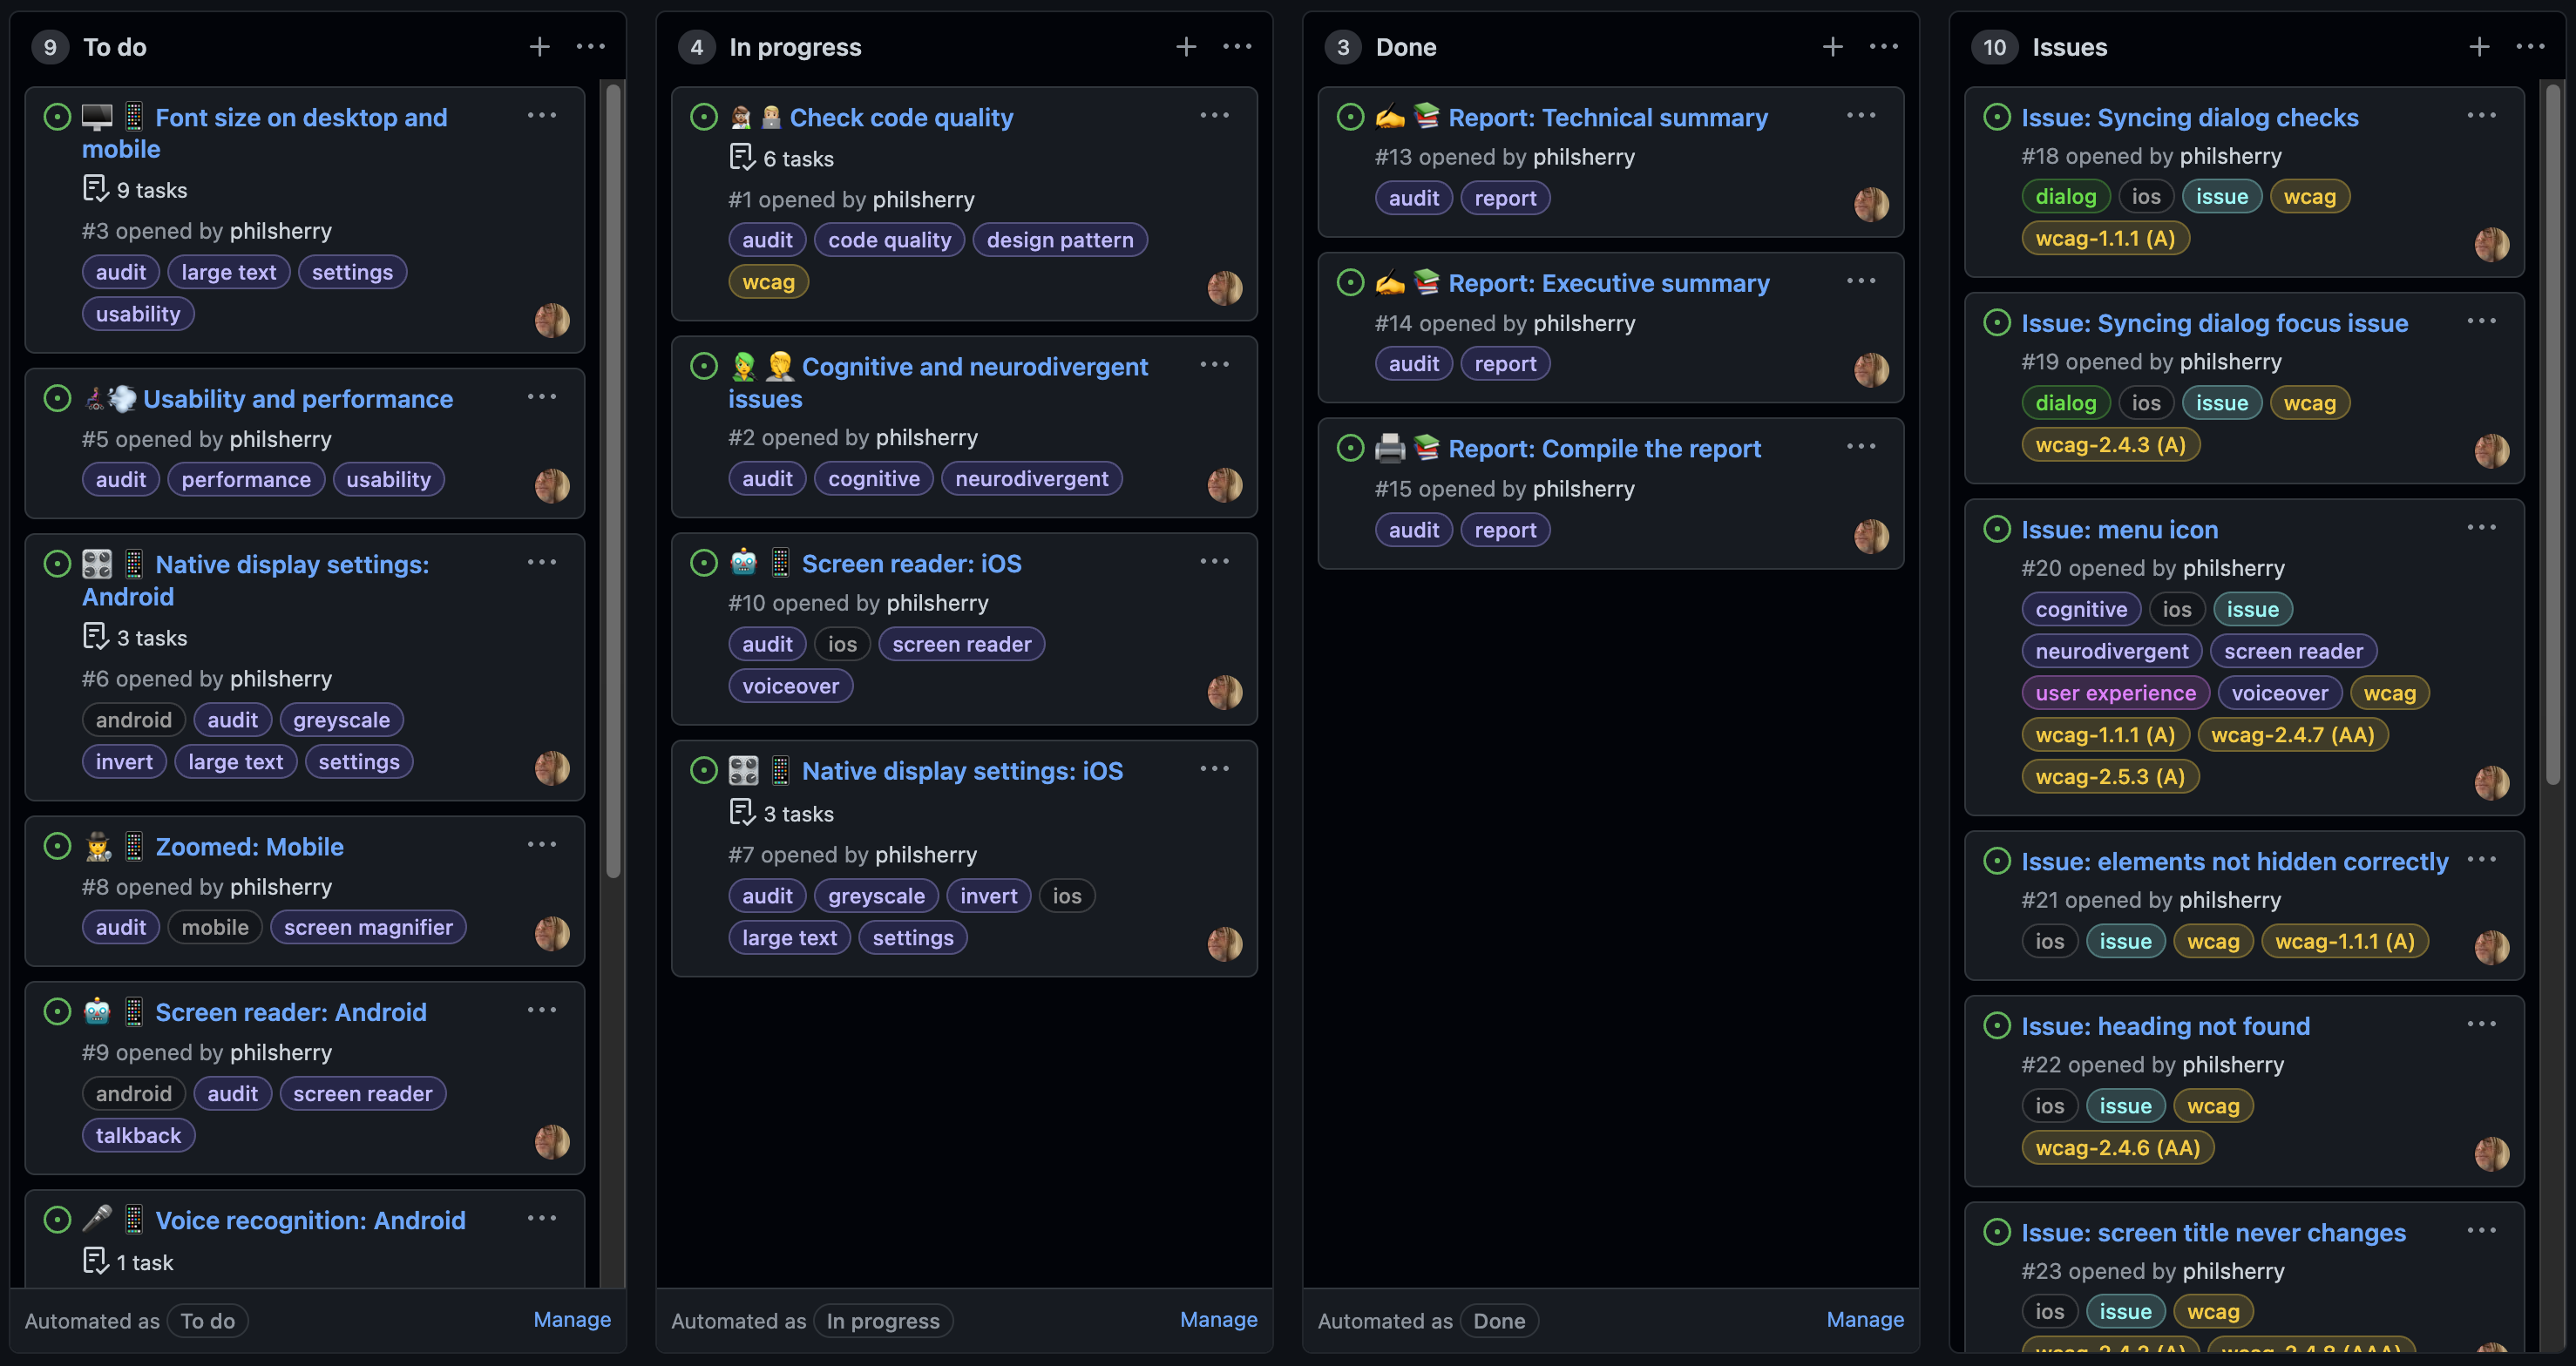 9 To do
Font size on desktop and
mobile
9 tasks
#3 opened by philsherry
audit large text settings
usability
Usability and performance
#5 opened by philsherry
audit performance usability
Native display settings:
Android
3 tasks
#6 opened by philsherry
android audit greyscale
invert large text settings
Zoomed: Mobile
#8 opened by philsherry
audit mobile screen magnifier
Screen reader: Android
#9 opened by philsherry
android audit screen reader
talkback
Voice recognition: Android
1 task
Automated as To do Manage
4 In progress
Check code quality
6 tasks
#1 opened by philsherry
audit code quality design pattern
wcag
Cognitive and neurodivergent
issues
#2 opened by philsherry
audit cognitive neurodivergent
Screen reader: iOS
#10 opened by philsherry
audit ios screen reader
voiceover
Native display settings: iOS
3 tasks
#7 opened by philsherry
audit greyscale invert ios
large text settings
Automated as In progress Manage
3 Done
Report: Technical summary
#13 opened by philsherry
audit report
Report: Executive summary
#14 opened by philsherry
audit report
Report: Compile the report
#15 opened by philsherry
audit report
Automated as Done Manage
10 Issues
Issue: Syncing dialog checks
#18 opened by philsherry
dialog ios issue wcag
wcag-1.1.1 (A)
Issue: Syncing dialog focus issue
#19 opened by philsherry
dialog ios issue wcag
wcag-2.4.3 (A)
Issue: menu icon
#20 opened by philsherry
cognitive ios issue
neurodivergent screen reader
user experience voiceover wcag
wcag-1.1.1 (A) wcag-2.4.7 (AA)
wcag-2.5.3 (A)
Issue: elements not hidden correctly
#21 opened by philsherry
ios issue wcag wcag-1.1.1 (A)
Issue: heading not found
#22 opened by philsherry
ios issue wcag
wcag-2.4.6 (AA)
Issue: screen title never changes
#23 opened by philsherry
ios issue wcag
wcag-2.4.2 (A) wcag-2.4.8 (AAA)